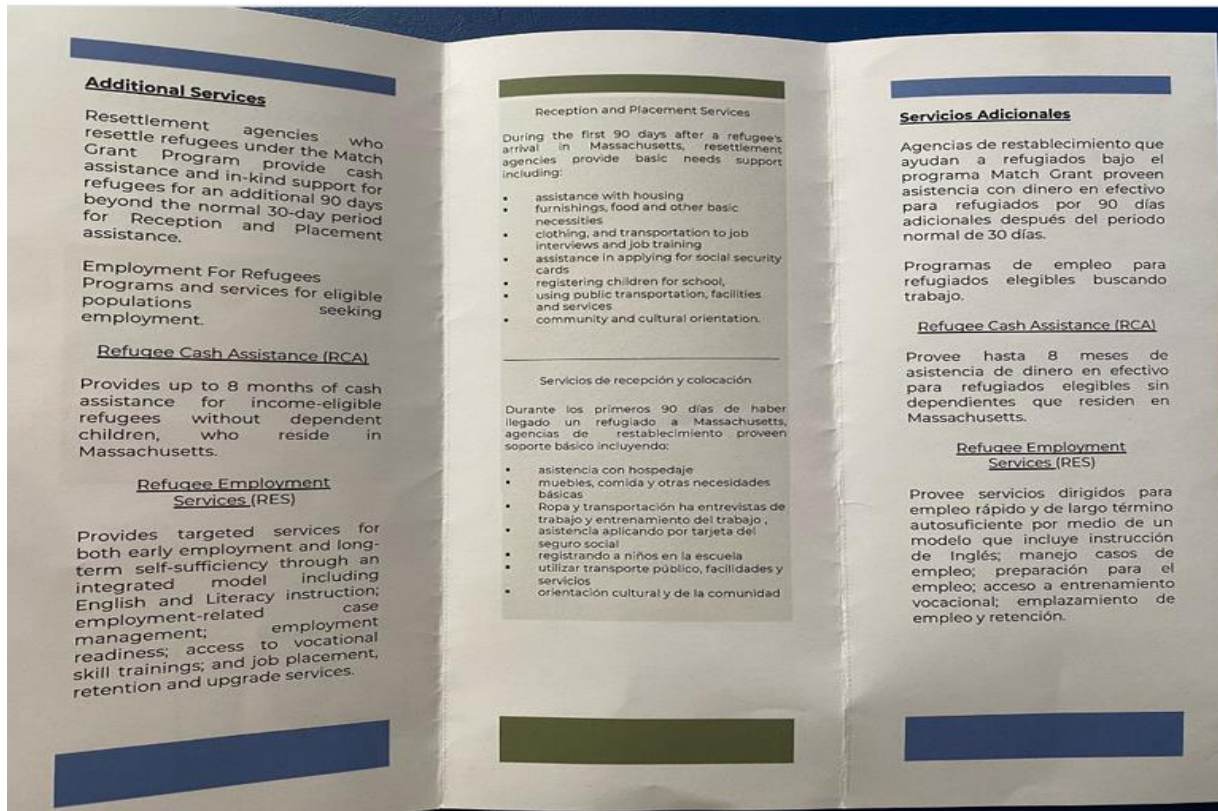 Additional Services
Resettlement agencies who
resettle refugees under the Match
Grant Program provide cash
assistance and in-kind support for
refugees for an additional 90 days
beyond the normal 30-day period
for Reception and Placement
assistance.
Employment For Refugees
Programs and services for eligible
populations seeking
employment.
Refugee Cash Assistance (RCA)
Provides up to 8 months of cash
assistance for income-eligible
refugees without dependent
children, who reside in
Massachusetts.
Refugee Employment
Services (RES)
Provides targeted services for
both early employment and long-
term self-sufficiency through an
integrated model including
English and Literacy instruction;
employment-related case
management; employment
readiness; access to vocational
skill trainings; and job placement,
retention and upgrade services.
Reception and Placement Services
During the first 90 days after a refugee's
arrival in Massachusetts, resettlement
agencies provide basic needs support
including:
• assistance with housing
• furnishings, food and other basic
necessities
• clothing, and transportation to job
interviews and job training
• assistance in applying for social security
cards
• registering children for school,
• using public transportation, facilities
and services
• community and cultural orientation.
Servicios de recepción y colocación
Durante los primeros 90 días de haber
llegado un refugiado a Massachusetts,
agencias de restablecimiento proveen
soporte básico incluyendo:
• asistencia con hospedaje
• muebles, comida y otras necesidades
básicas
• Ropa y transportación ha entrevistas de
trabajo y entrenamiento del trabajo ,
• asistencia aplicando por tarjeta del
seguro social
• registrando a niños en la escuela
• utilizar transporte público, facilidades y
servicios
• orientación cultural y de la comunidad
Servicios Adicionales
Agencias de restablecimiento que
ayudan a refugiados bajo el
programa Match Grant proveen
asistencia con dinero en efectivo
para refugiados por 90 días
adicionales después del periodo
normal de 30 días.
Programas de empleo para
refugiados elegibles buscando
trabajo.
Refugee Cash Assistance (RCA)
Provee hasta 8 meses de
asistencia de dinero en efectivo
para refugiados elegibles sin
dependientes que residen en
Massachusetts.
Refugee Employment
Services (RES)
Provee servicios dirigidos para
empleo rápido y de largo término
autosuficiente por medio de un
modelo que incluye instrucción
de Inglés; manejo casos de
empleo; preparación para el
empleo; acceso a entrenamiento
vocacional; emplazamiento de
empleo y retención.